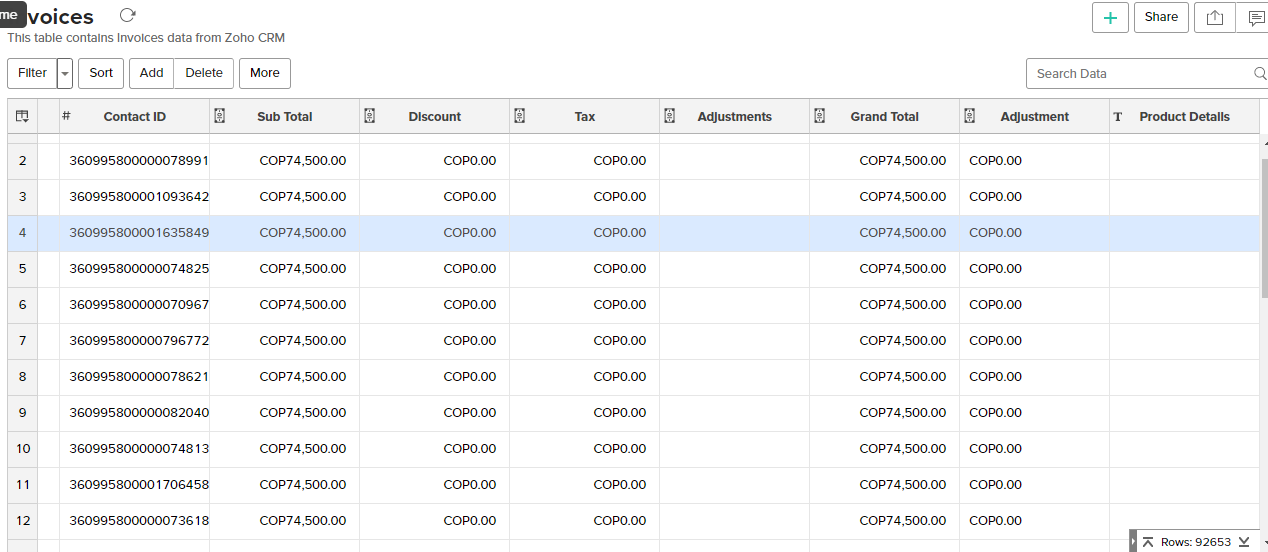 me
voices
This table contains Invoices data from Zoho CRM
Share
Filter Sort Add Delete More
Search Data
# Contact ID Sub Total Discount Tax Adjustments Grand Total Adjustment T Product Details
2 360995800000078991 COP74,500.00 COP0.00 COP0.00 COP74,500.00 COP0.00
3 360995800001093642 COP74,500.00 COP0.00 COP0.00 COP74,500.00 COP0.00
4 360995800001635849 COP74,500.00 COP0.00 COP0.00 COP74,500.00 COP0.00
5 360995800000074825 COP74,500.00 COP0.00 COP0.00 COP74,500.00 COP0.00
6 360995800000070967 COP74,500.00 COP0.00 COP0.00 COP74,500.00 COP0.00
7 360995800000796772 COP74,500.00 COP0.00 COP0.00 COP74,500.00 COP0.00
8 360995800000078621 COP74,500.00 COP0.00 COP0.00 COP74,500.00 COP0.00
9 360995800000082040 COP74,500.00 COP0.00 COP0.00 COP74,500.00 COP0.00
10 360995800000074813 COP74,500.00 COP0.00 COP0.00 COP74,500.00 COP0.00
11 360995800001706458 COP74,500.00 COP0.00 COP0.00 COP74,500.00 COP0.00
12 360995800000073618 COP74,500.00 COP0.00 COP0.00 COP74,500.00 COP0.00
Rows: 92653